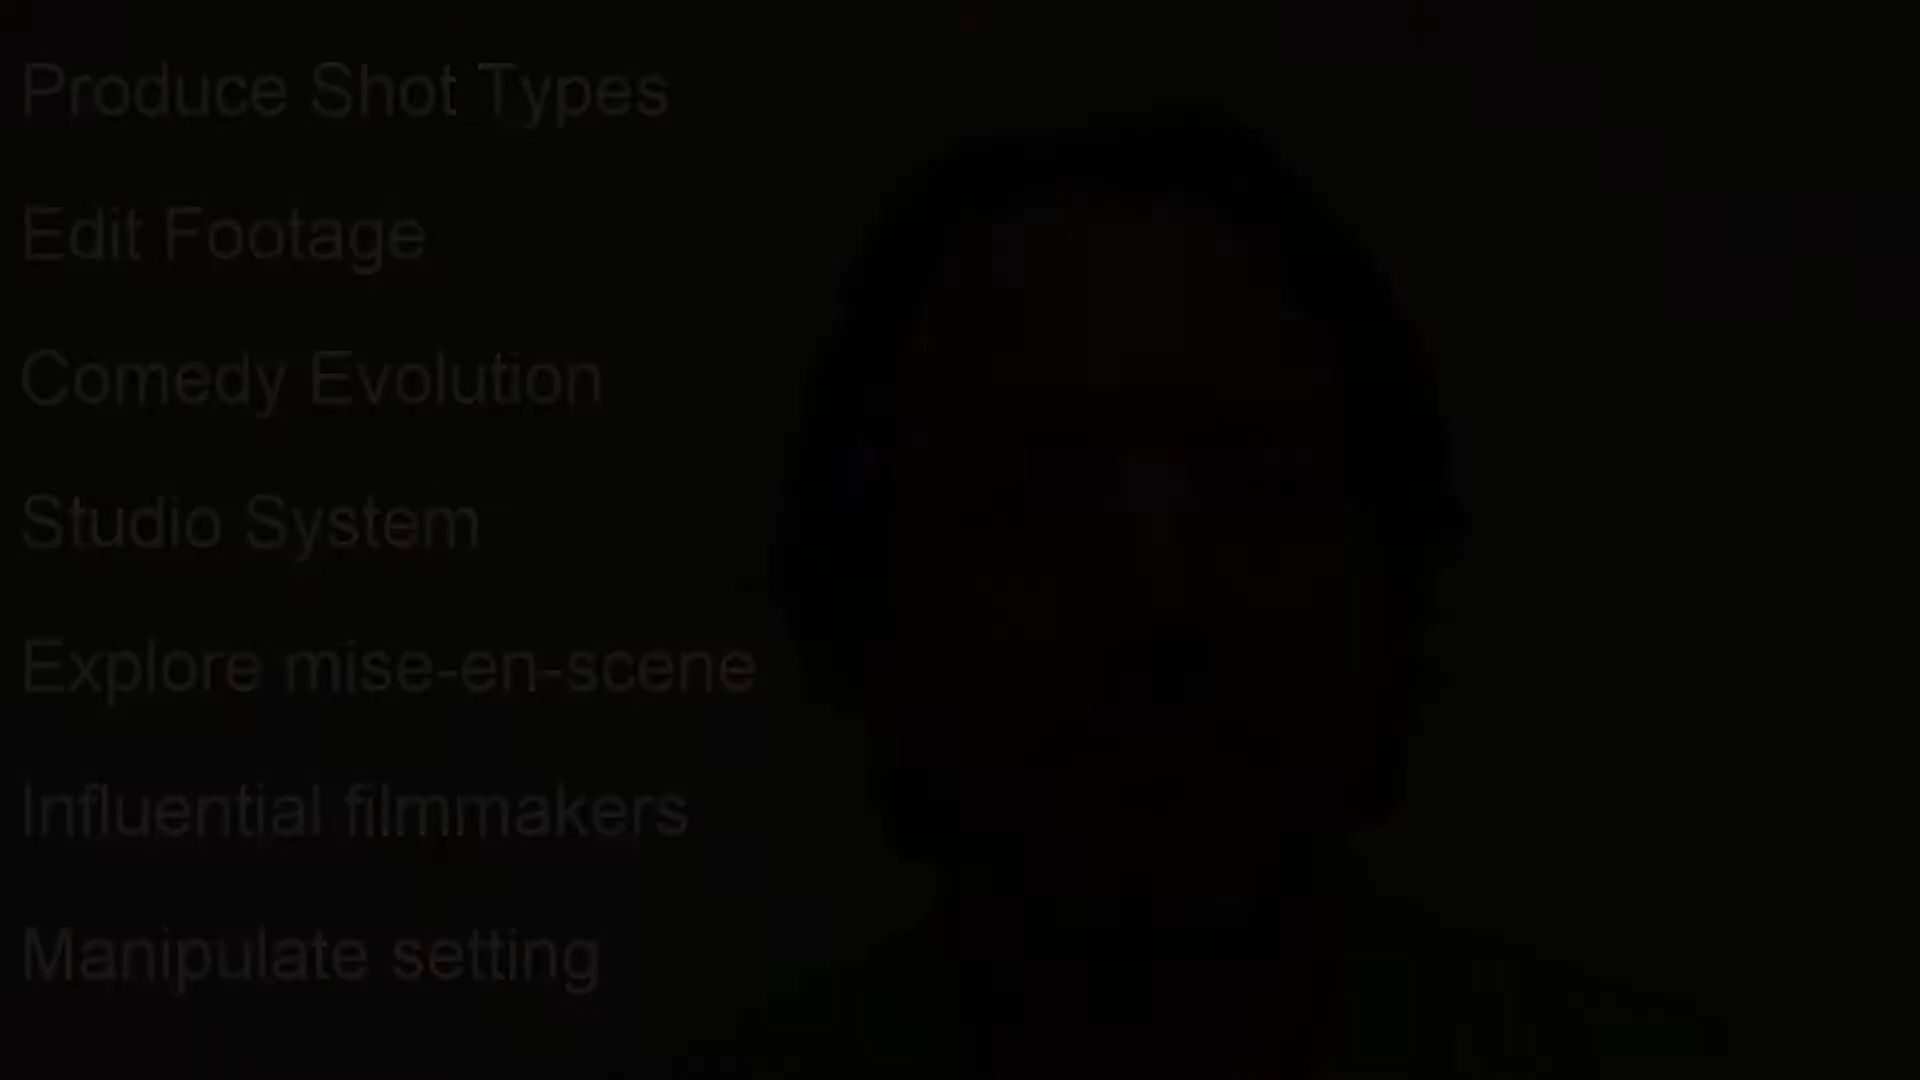 Produce Shot Types
Edit Footage
Comedy Evolution
Studio System
Explore mise-en-scene
Influential filmmakers
Manipulate setting